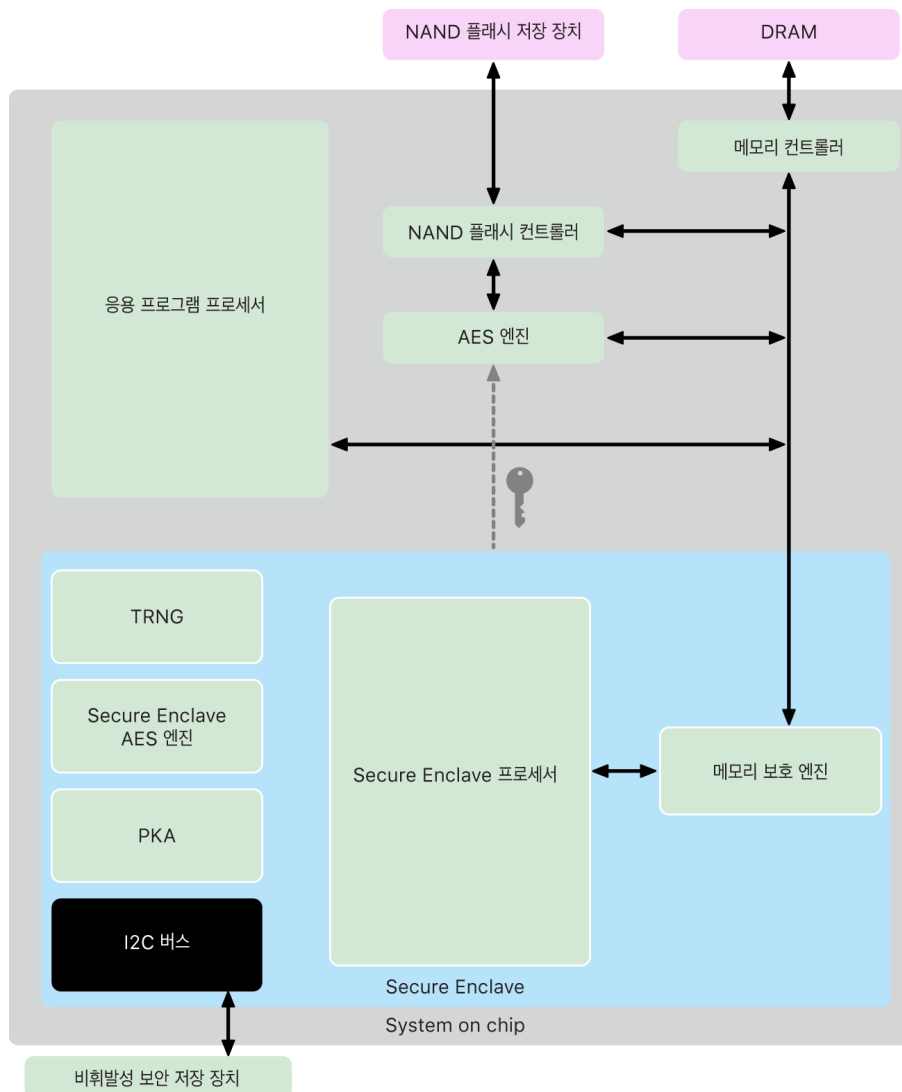 NAND 플래시 저장 장치
DRAM
메모리 컨트롤러
NAND 플래시 컨트롤러
응용 프로그램 프로세서
AES 엔진
TRNG
Secure Enclave
AES 엔진
Secure Enclave 프로세서
메모리 보호 엔진
PKA
I2C 버스
Secure Enclave
System on chip
비휘발성 보안 저장 장치